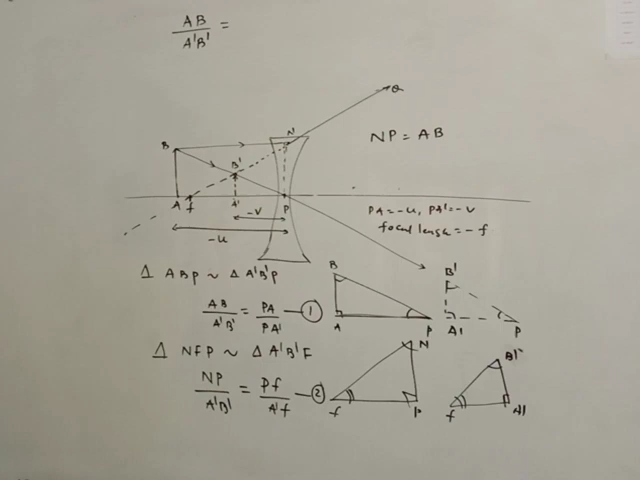 AB/A'B' =
Q
N
B
NP = AB
B'
A f A' P
-v
PA = -u, PA' = -v
-u
focal length = -f
Δ ABP ~ Δ A'B'P
B
B'
AB/A'B' = PA/PA' — ①
A P A1 P
Δ NFP ~ Δ A'B'F
N
B'
NP/A'B' = Pf/A'f — ②
f P f A1